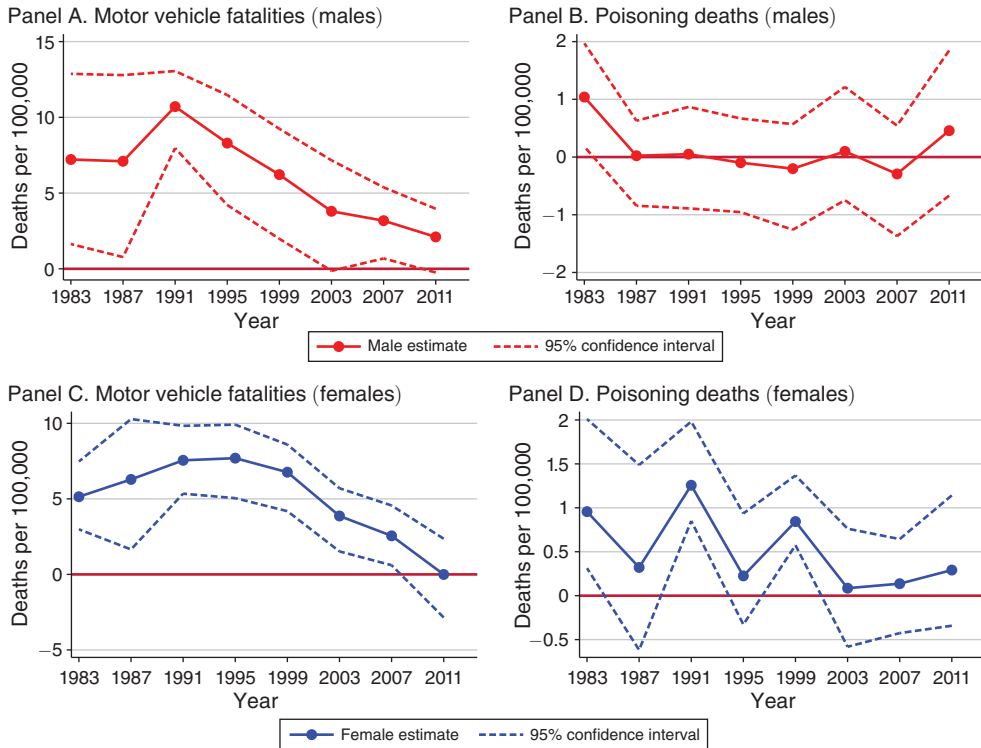 Panel A. Motor vehicle fatalities (males)
Deaths per 100,000
15
10
5
0
1983 1987 1991 1995 1999 2003 2007 2011
Year
Panel B. Poisoning deaths (males)
Deaths per 100,000
2
1
0
−1
−2
1983 1987 1991 1995 1999 2003 2007 2011
Year
Male estimate 95% confidence interval
Panel C. Motor vehicle fatalities (females)
Deaths per 100,000
10
5
0
−5
1983 1987 1991 1995 1999 2003 2007 2011
Year
Panel D. Poisoning deaths (females)
Deaths per 100,000
2
1.5
1
0.5
0
−0.5
1983 1987 1991 1995 1999 2003 2007 2011
Year
Female estimate 95% confidence interval